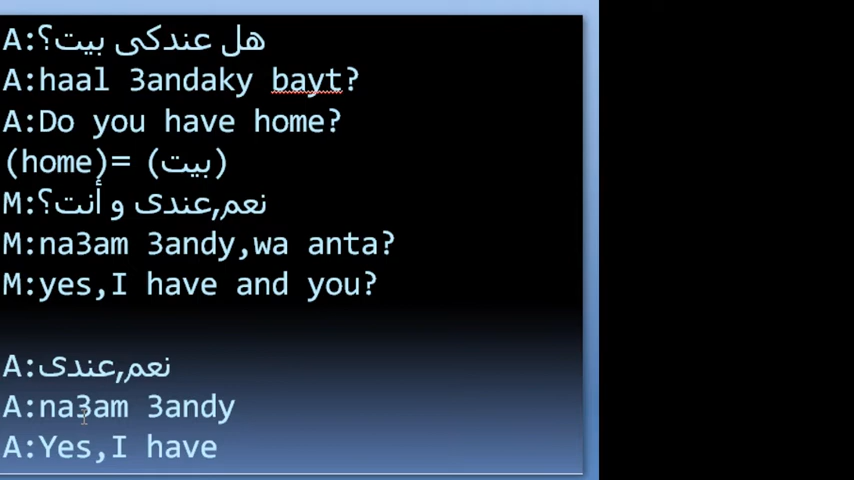 A:هل عندكى بيت؟
A:haal 3andaky bayt?
A:Do you have home?
(home)= (بيت)
M:نعم,عندى و أنت؟
M:na3am 3andy,wa anta?
M:yes,I have and you?
A:نعم,عندى
A:na3am 3andy
A:Yes,I have